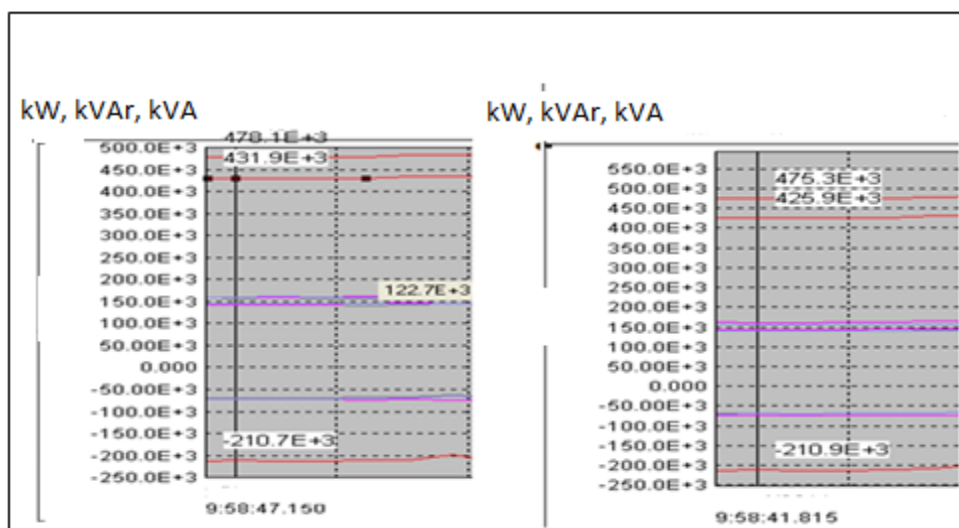 kW, kVAr, kVA
478.1E+3
431.9E+3
500.0E+3
450.0E+3
400.0E+3
350.0E+3
300.0E+3
250.0E+3
200.0E+3
150.0E+3
100.0E+3
50.00E+3
0.000
-50.00E+3
-100.0E+3
-150.0E+3
-200.0E+3
-250.0E+3
122.7E+3
-210.7E+3
9:58:47.150
kW, kVAr, kVA
475.3E+3
425.9E+3
550.0E+3
500.0E+3
450.0E+3
400.0E+3
350.0E+3
300.0E+3
250.0E+3
200.0E+3
150.0E+3
100.0E+3
50.00E+3
0.000
-50.00E+3
-100.0E+3
-150.0E+3
-200.0E+3
-250.0E+3
-210.9E+3
9:58:41.815